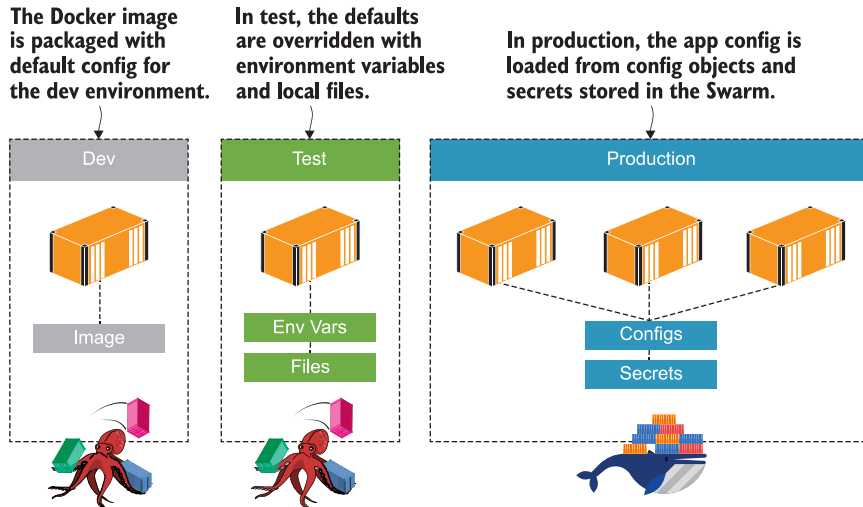 The Docker image
is packaged with
default config for
the dev environment.
In test, the defaults
are overridden with
environment variables
and local files.
In production, the app config is
loaded from config objects and
secrets stored in the Swarm.
Dev
Test
Production
Image
Env Vars
Files
Configs
Secrets